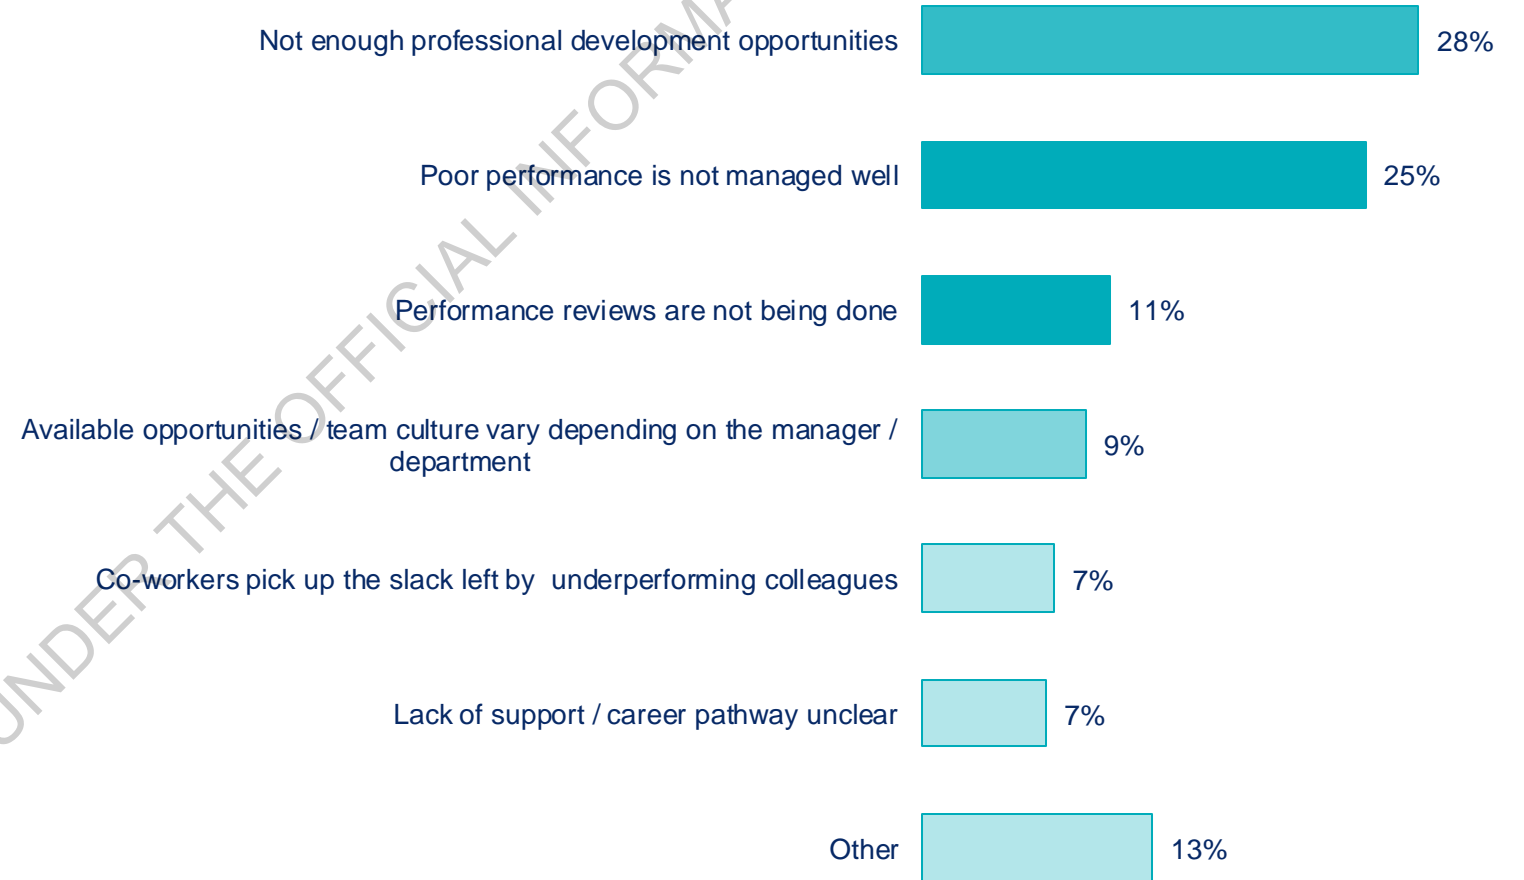 Not enough professional development opportunities 28%
Poor performance is not managed well 25%
Performance reviews are not being done 11%
Available opportunities / team culture vary depending on the manager /
department 9%
Co-workers pick up the slack left by  underperforming colleagues 7%
Lack of support / career pathway unclear 7%
Other 13%
UNDER THE OFFICIAL INFORMA